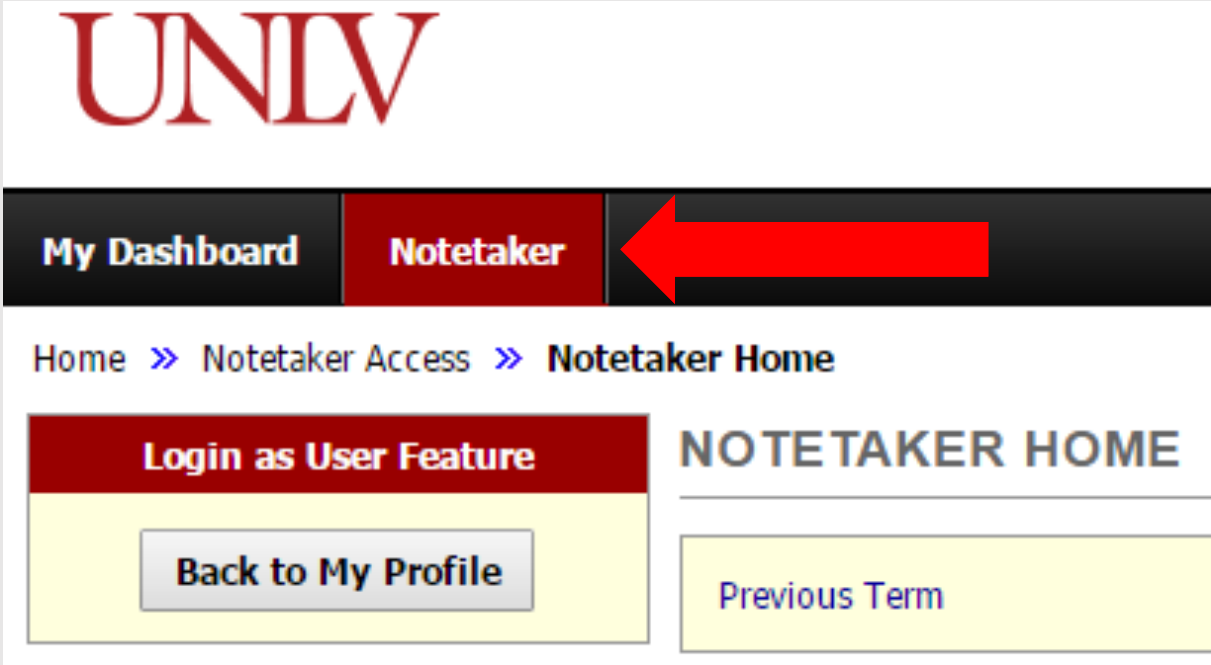 UNLV
My Dashboard Notetaker
Home » Notetaker Access » Notetaker Home
Login as User Feature
Back to My Profile
NOTETAKER HOME
Previous Term